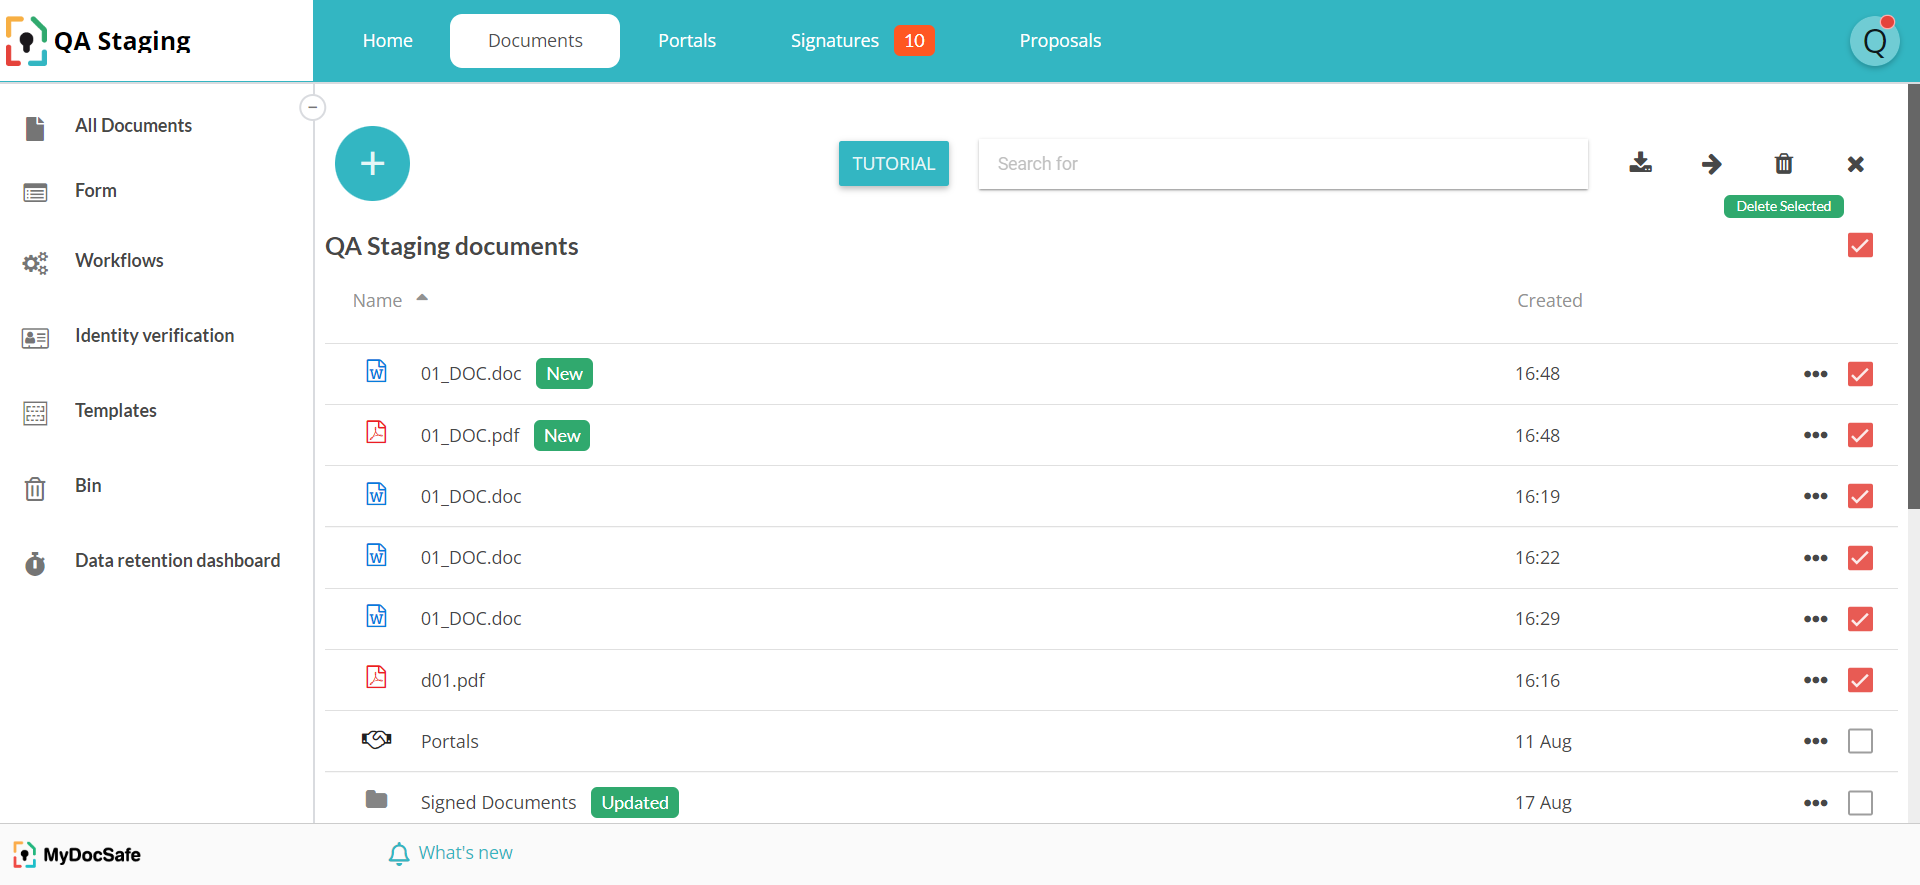 QA Staging
Home
Documents
Portals
Signatures 10
Proposals
Q
All Documents
Form
Workflows
Identity verification
Templates
Bin
Data retention dashboard
TUTORIAL
Search for
Delete Selected
QA Staging documents
Name
Created
01_DOC.doc New 16:48
01_DOC.pdf New 16:48
01_DOC.doc 16:19
01_DOC.doc 16:22
01_DOC.doc 16:29
d01.pdf 16:16
Portals 11 Aug
Signed Documents Updated 17 Aug
MyDocSafe
What's new